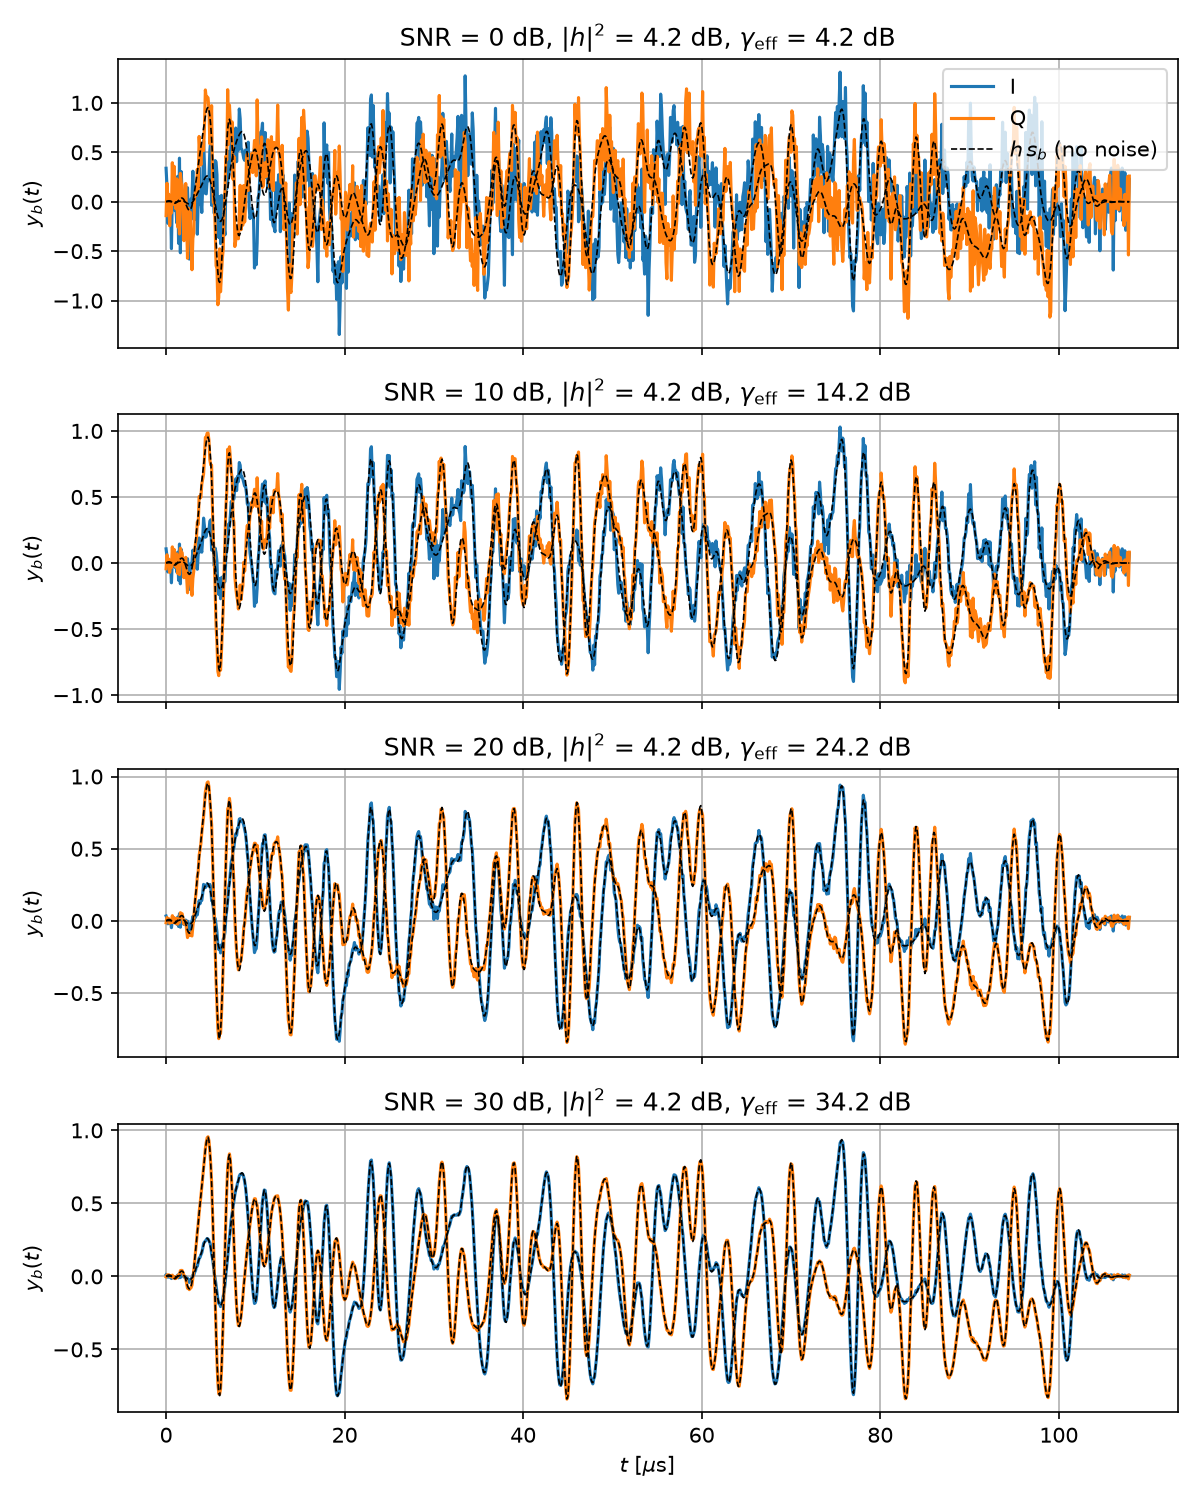 SNR = 0 dB, |h|² = 4.2 dB, γeff = 4.2 dB
1.0
0.5
0.0
−0.5
−1.0
y_b(t)
I
Q
h s_b (no noise)
SNR = 10 dB, |h|² = 4.2 dB, γeff = 14.2 dB
1.0
0.5
0.0
−0.5
−1.0
y_b(t)
SNR = 20 dB, |h|² = 4.2 dB, γeff = 24.2 dB
1.0
0.5
0.0
−0.5
y_b(t)
SNR = 30 dB, |h|² = 4.2 dB, γeff = 34.2 dB
1.0
0.5
0.0
−0.5
y_b(t)
0 20 40 60 80 100
t [μs]